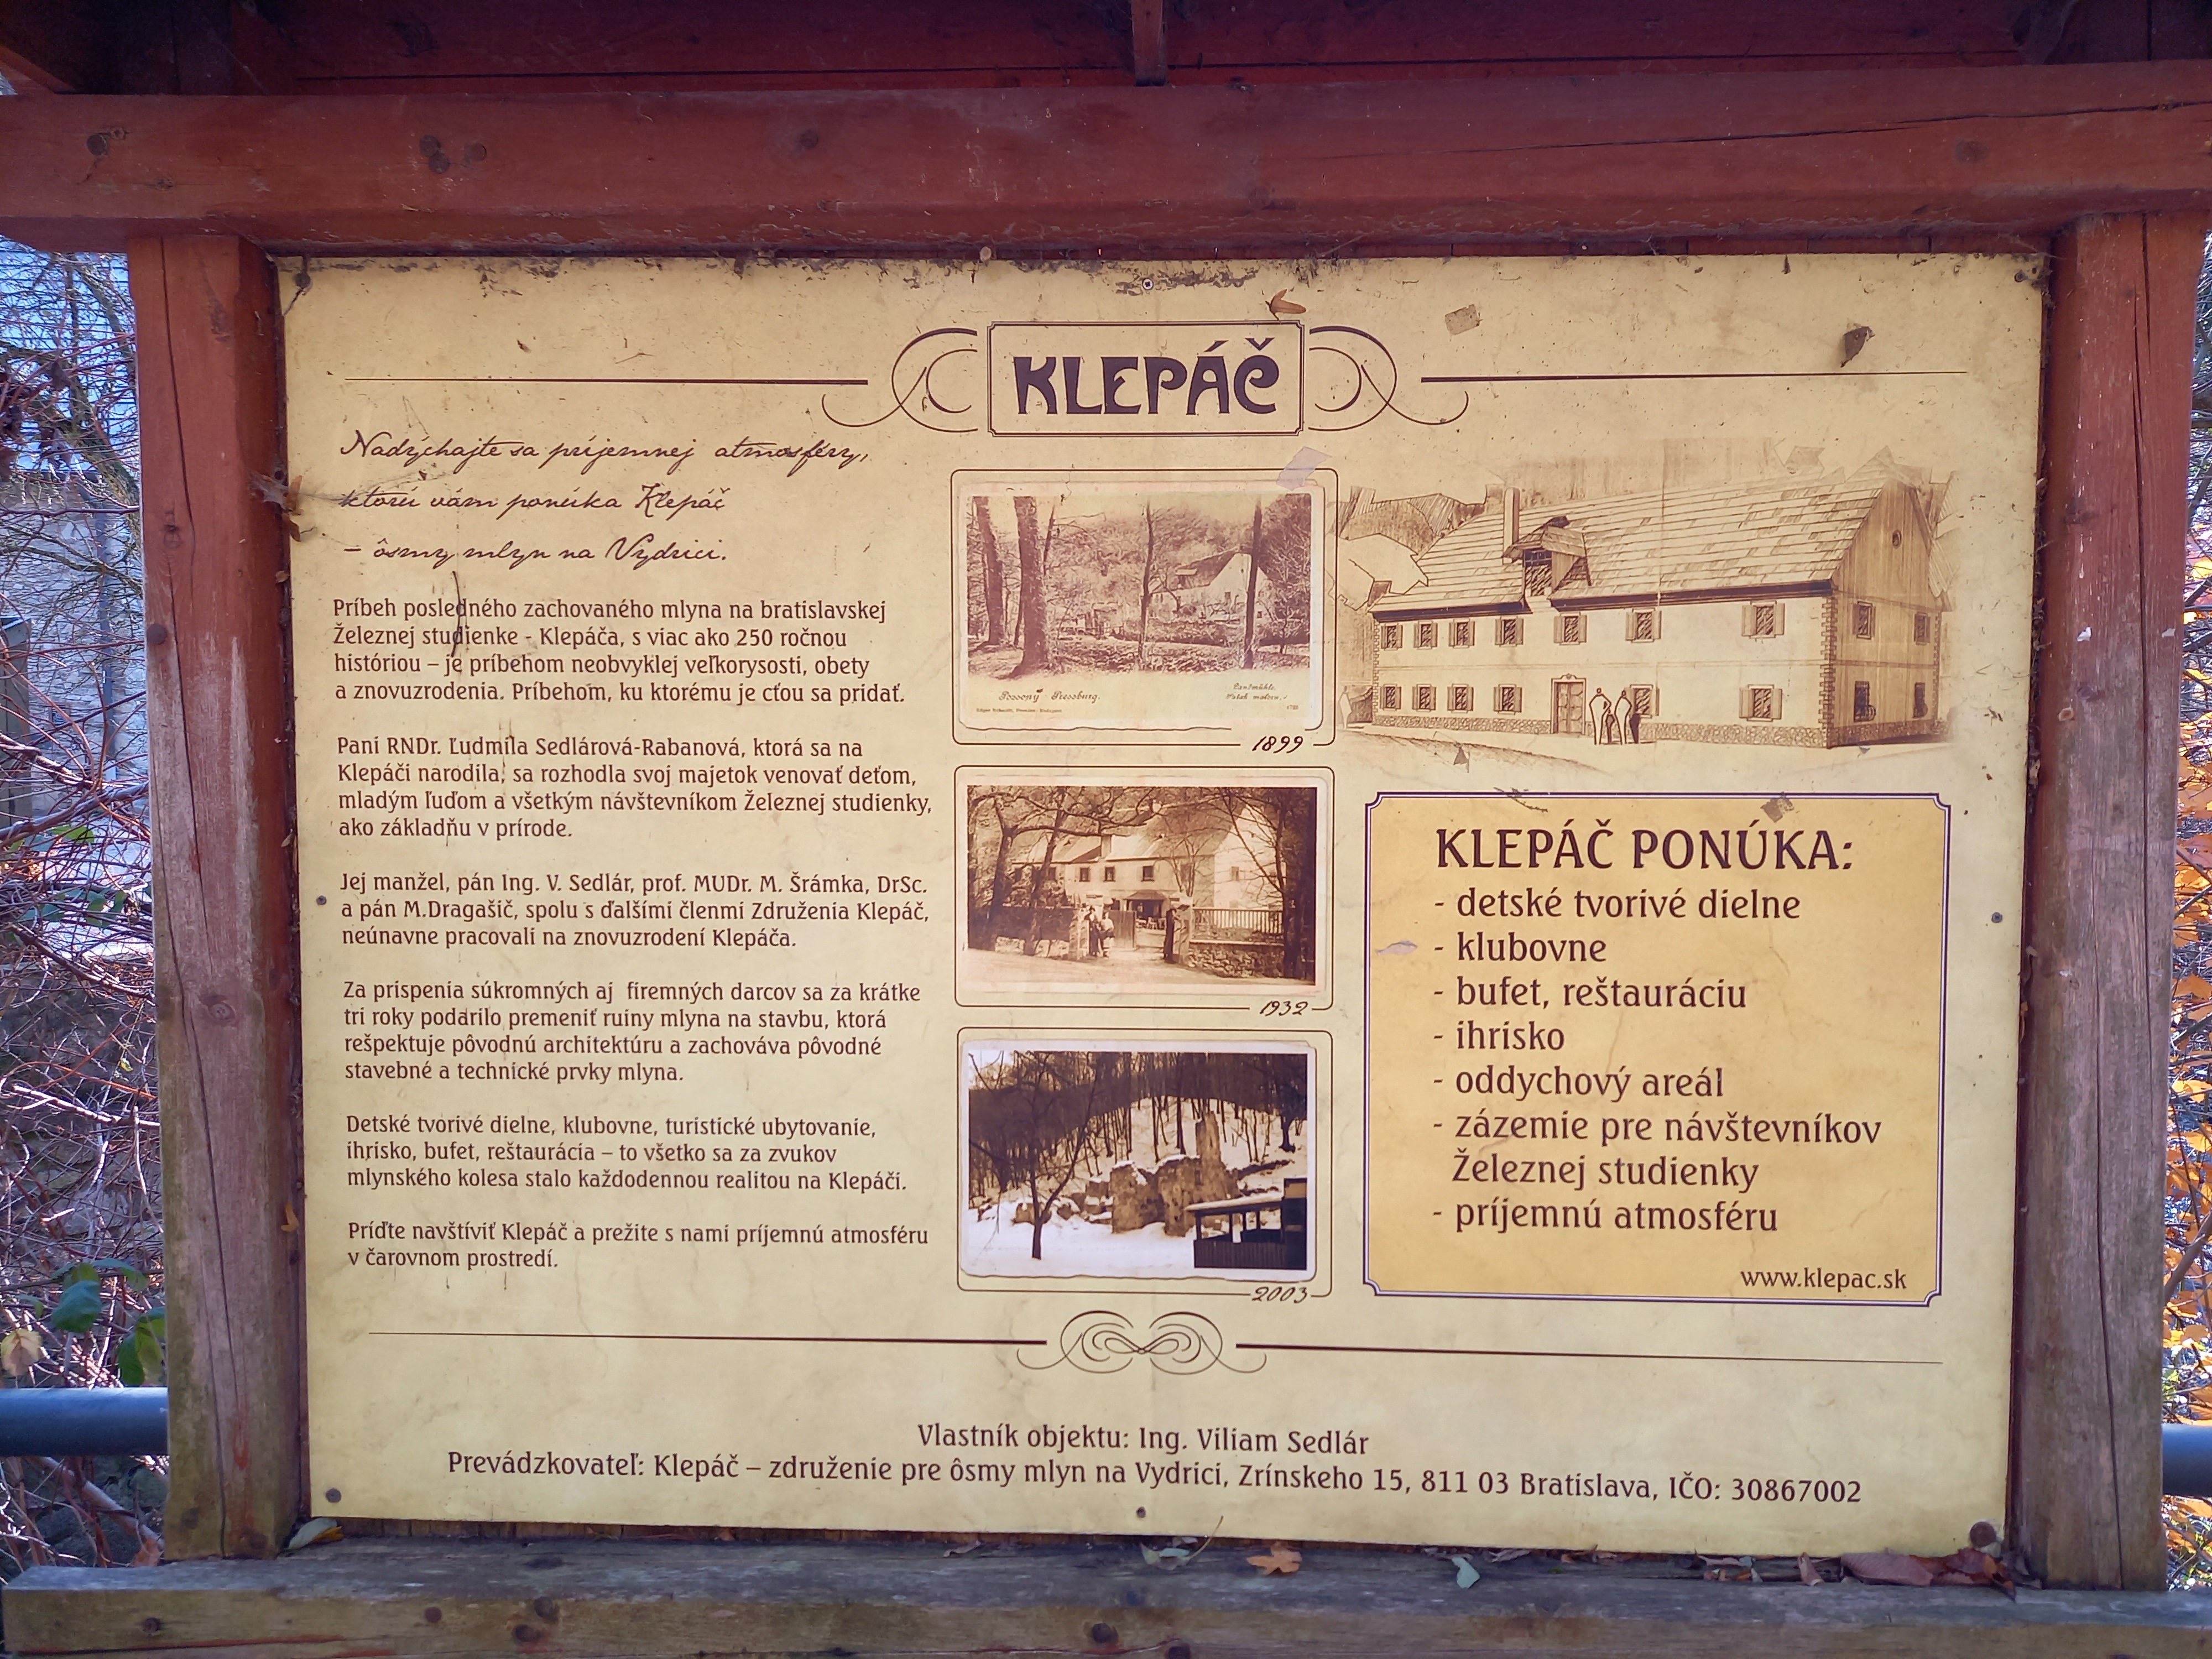 KLEPÁČ
Nadýchajte sa príjemnej atmosféry,
ktorú vám ponúka Klepáč
– ôsmy mlyn na Vydrici.
Príbeh posledného zachovaného mlyna na bratislavskej
Železnej studienke - Klepáča, s viac ako 250 ročnou
históriou – je príbehom neobvyklej veľkorysosti, obety
a znovuzrodenia. Príbehom, ku ktorému je cťou sa pridať.
Pani RNDr. Ľudmila Sedlárová-Rabanová, ktorá sa na
Klepáči narodila, sa rozhodla svoj majetok venovať deťom,
mladým ľuďom a všetkým návštevníkom Železnej studienky,
ako základňu v prírode.
Jej manžel, pán Ing. V. Sedlár, prof. MUDr. M. Šrámka, DrSc.
a pán M.Dragašič, spolu s ďalšími členmi Združenia Klepáč,
neúnavne pracovali na znovuzrodení Klepáča.
Za prispenia súkromných aj firemných darcov sa za krátke
tri roky podarilo premeniť ruiny mlyna na stavbu, ktorá
rešpektuje pôvodnú architektúru a zachováva pôvodné
stavebné a technické prvky mlyna.
Detské tvorivé dielne, klubovne, turistické ubytovanie,
ihrisko, bufet, reštaurácia – to všetko sa za zvukov
mlynského kolesa stalo každodennou realitou na Klepáči.
Príďte navštíviť Klepáč a prežite s nami príjemnú atmosféru
v čarovnom prostredí.
Pozsony Pressburg.
1899
1932
2003
KLEPÁČ PONÚKA:
- detské tvorivé dielne
- klubovne
- bufet, reštauráciu
- ihrisko
- oddychový areál
- zázemie pre návštevníkov
Železnej studienky
- príjemnú atmosféru
www.klepac.sk
Vlastník objektu: Ing. Viliam Sedlár
Prevádzkovateľ: Klepáč – združenie pre ôsmy mlyn na Vydrici, Zrínskeho 15, 811 03 Bratislava, IČO: 30867002